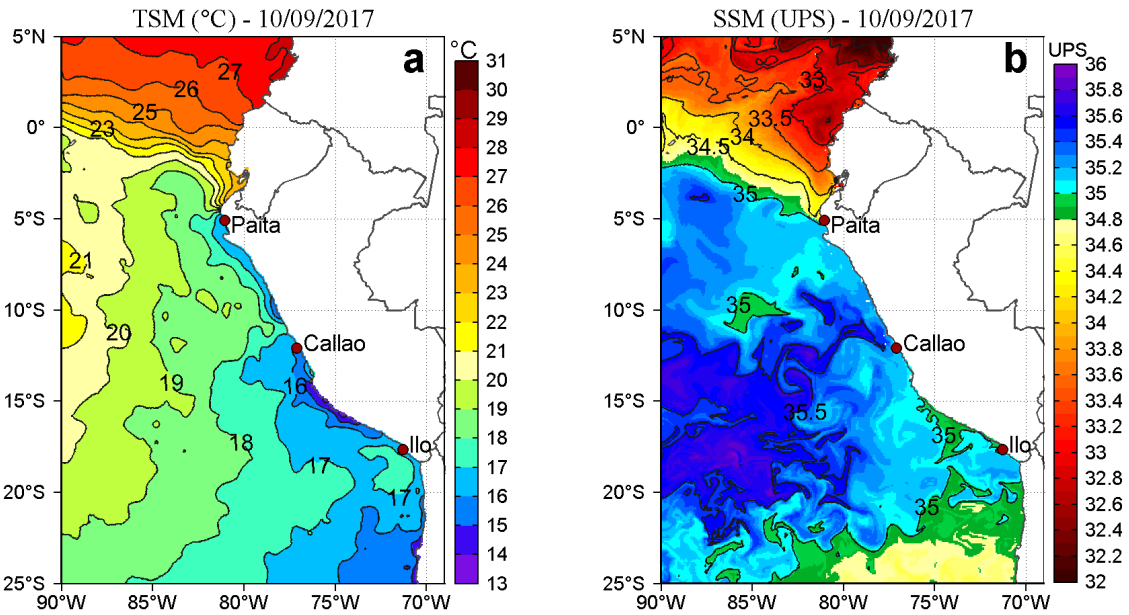 TSM (°C) - 10/09/2017
SSM (UPS) - 10/09/2017
a
b
°C
UPS
5°N
0°
5°S
10°S
15°S
20°S
25°S
90°W
85°W
80°W
75°W
70°W
27
26
25
23
21
20
19
18
17
16
17
Paita
Callao
Ilo
31
30
29
28
27
26
25
24
23
22
21
20
19
18
17
16
15
14
13
5°N
0°
5°S
10°S
15°S
20°S
25°S
90°W
85°W
80°W
75°W
70°W
33
33.5
34
34.5
35
35
35.5
35
35
Paita
Callao
Ilo
36
35.8
35.6
35.4
35.2
35
34.8
34.6
34.4
34.2
34
33.8
33.6
33.4
33.2
33
32.8
32.6
32.4
32.2
32